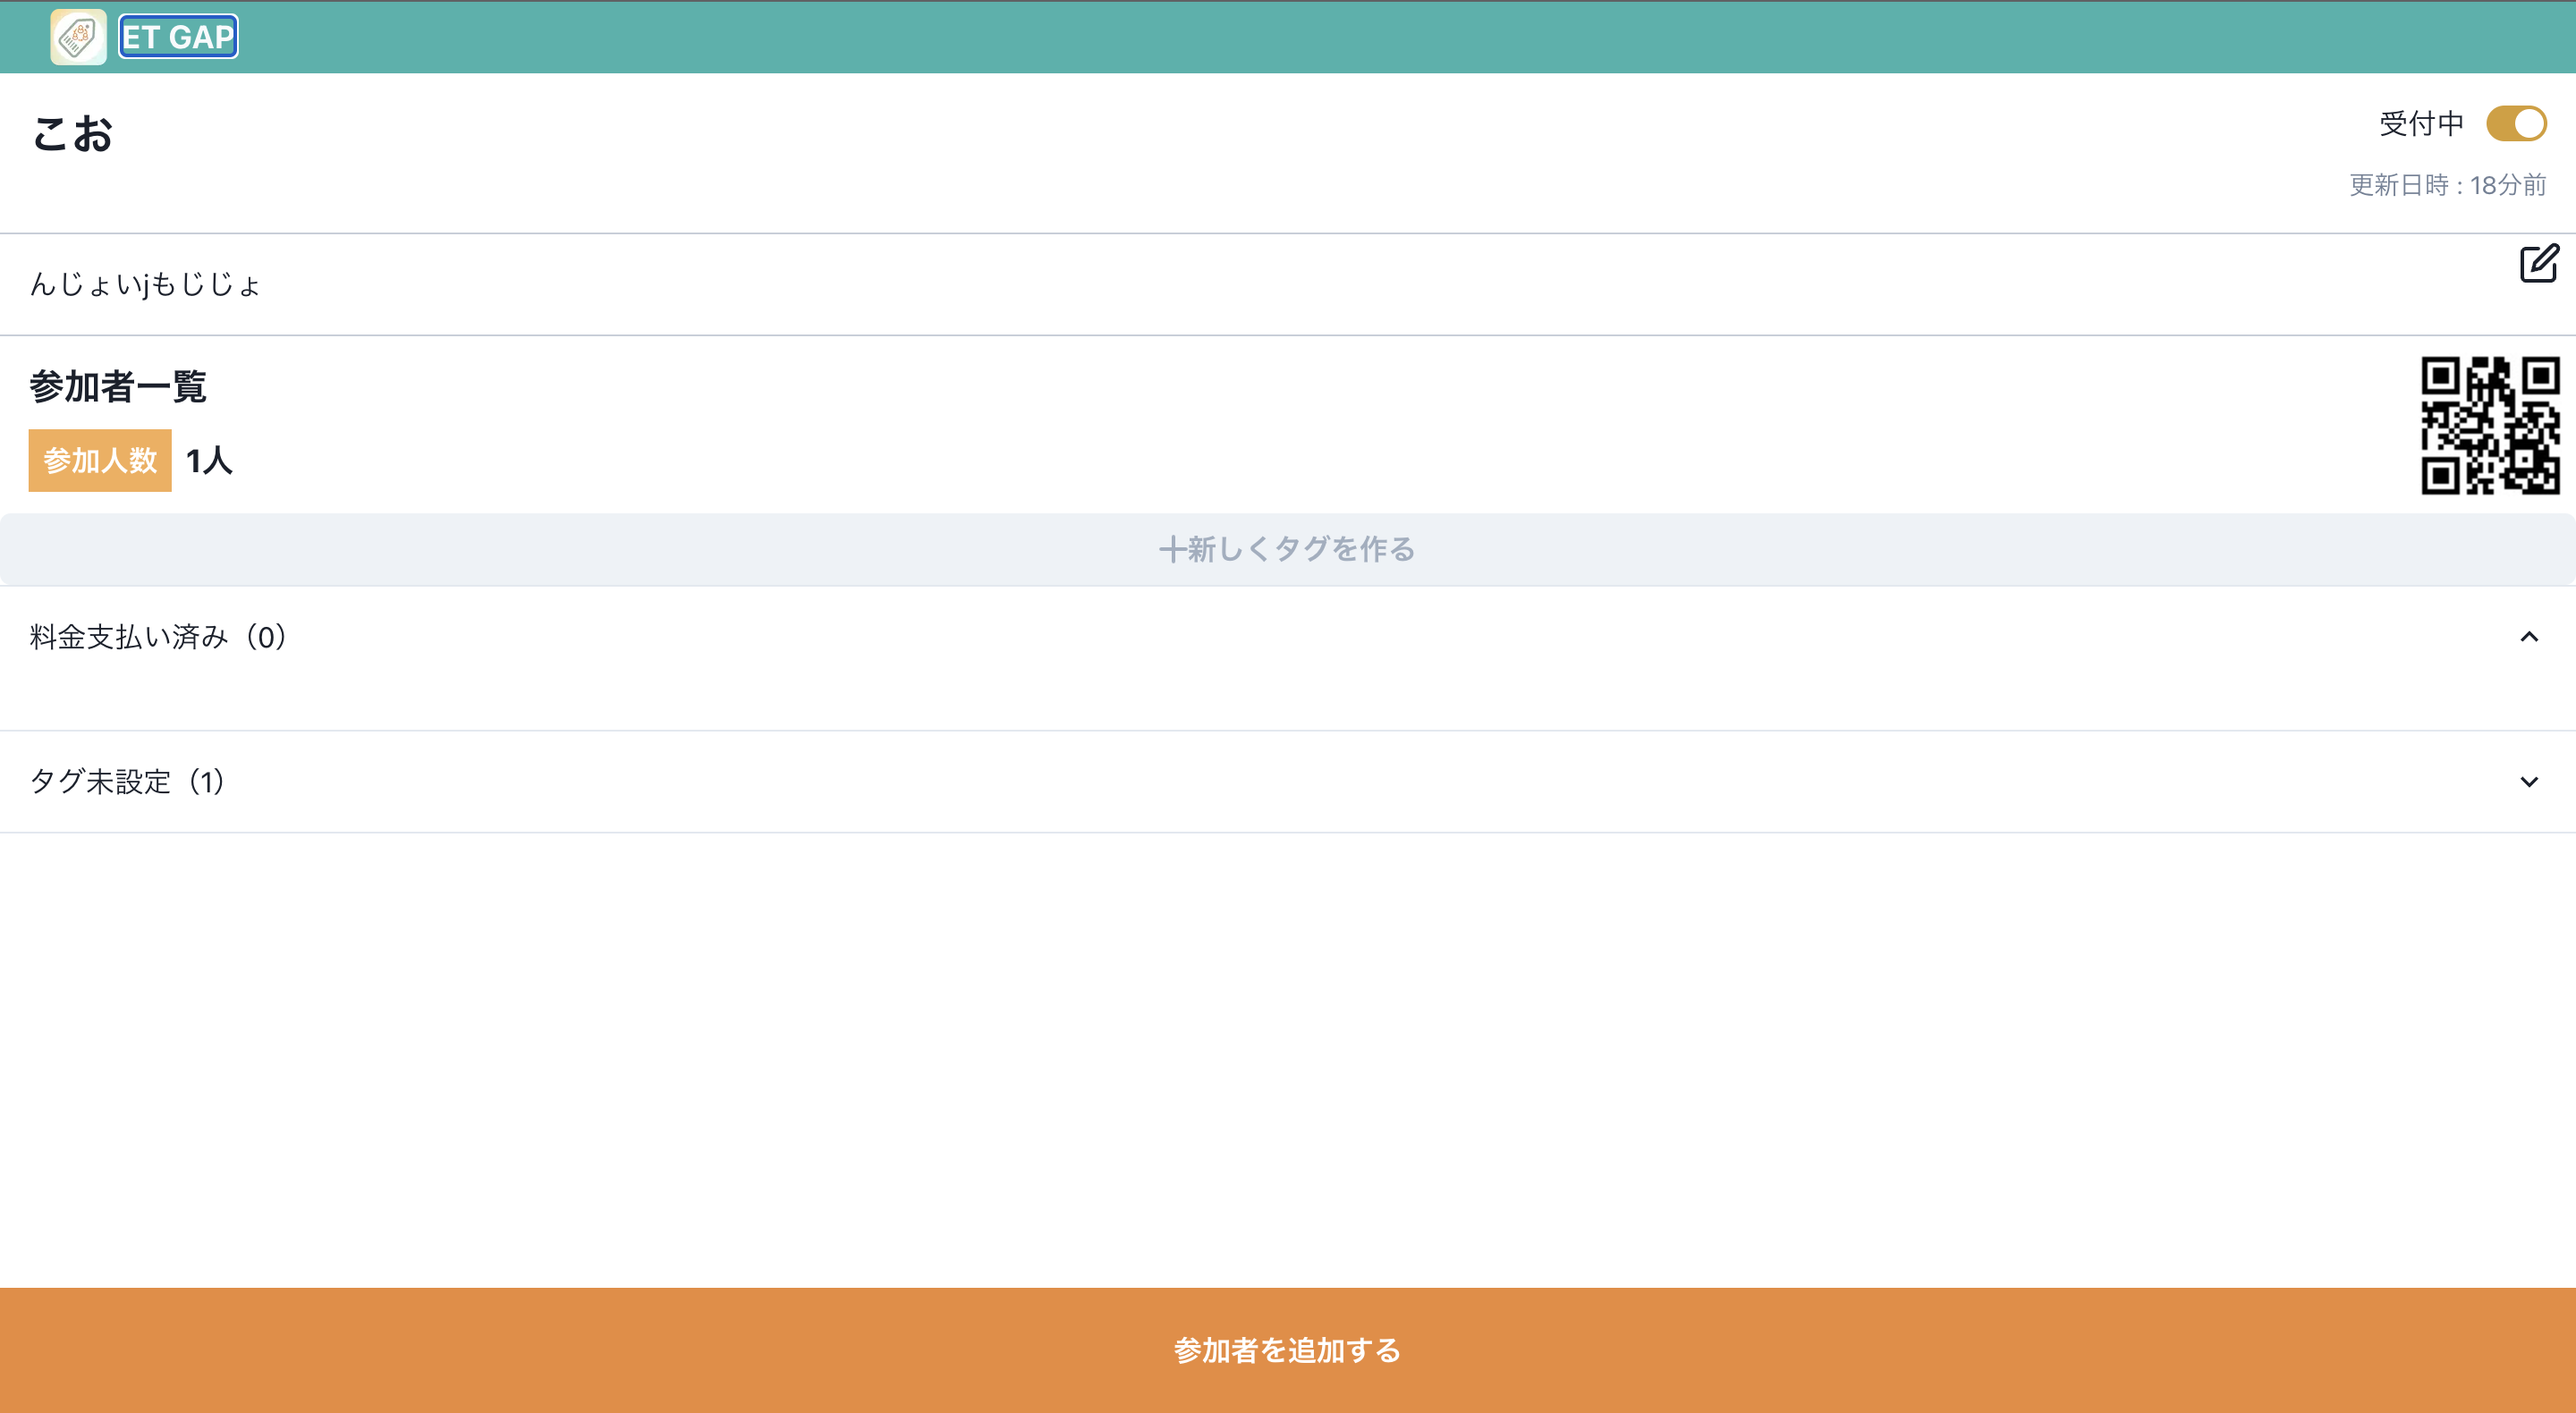 ET GAP
こお
受付中
更新日時 : 18分前
んじょいjもじじょ
参加者一覧
参加人数 1人
＋新しくタグを作る
料金支払い済み（0）
タグ未設定（1）
参加者を追加する